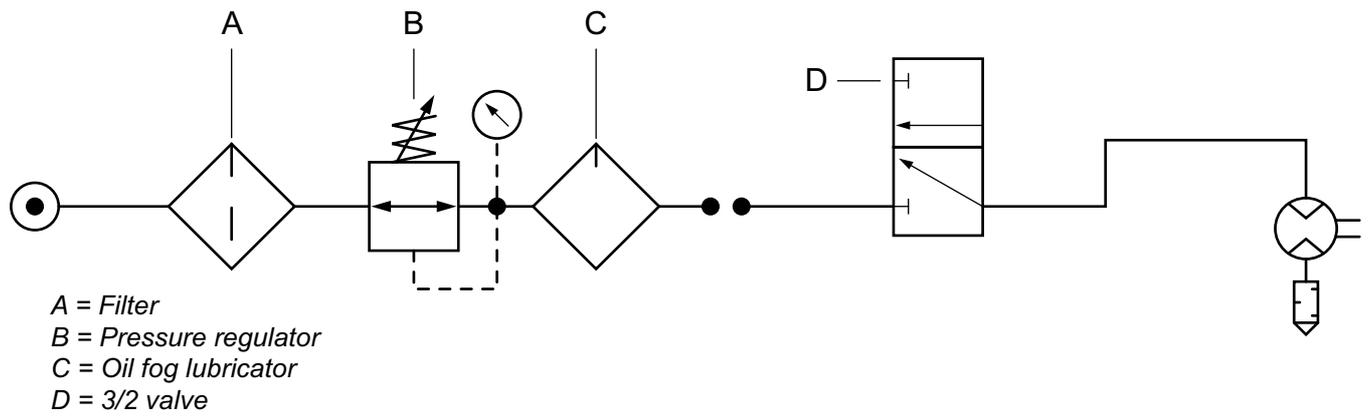 A
B
C
D
A = Filter
B = Pressure regulator
C = Oil fog lubricator
D = 3/2 valve